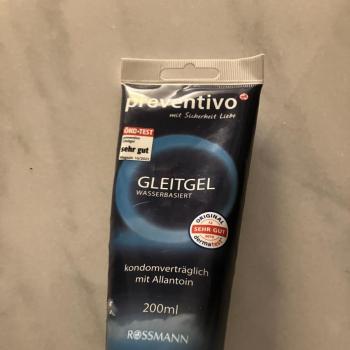 preventivo
mit Sicherheit Liebe
ÖKO-TEST
sehr gut
GLEITGEL
WASSERBASIERT
ORIGINAL
SEHR GUT
dermatest
kondomverträglich
mit Allantoin
200ml
ROSSMANN